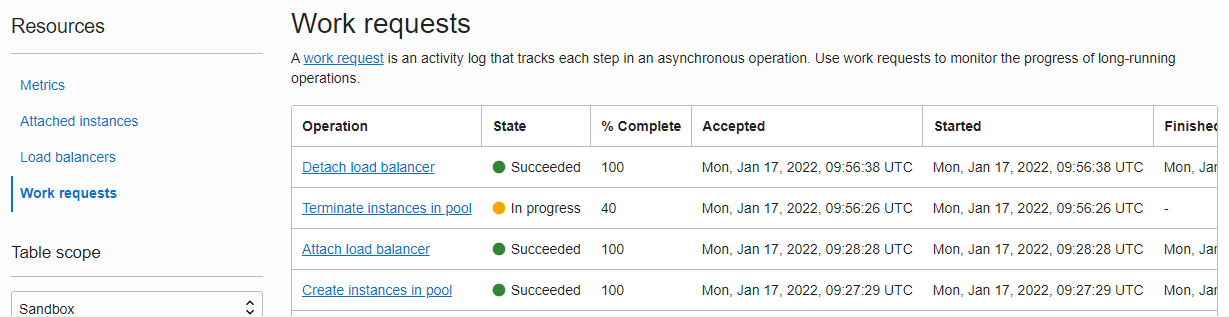 Resources
Metrics
Attached instances
Load balancers
Work requests
Table scope
Sandbox
Work requests
A work request is an activity log that tracks each step in an asynchronous operation. Use work requests to monitor the progress of long-running
operations.
Operation State % Complete Accepted Started Finished
Detach load balancer Succeeded 100 Mon, Jan 17, 2022, 09:56:38 UTC Mon, Jan 17, 2022, 09:56:38 UTC Mon, Jan
Terminate instances in pool In progress 40 Mon, Jan 17, 2022, 09:56:26 UTC Mon, Jan 17, 2022, 09:56:26 UTC -
Attach load balancer Succeeded 100 Mon, Jan 17, 2022, 09:28:28 UTC Mon, Jan 17, 2022, 09:28:28 UTC Mon, Jan
Create instances in pool Succeeded 100 Mon, Jan 17, 2022, 09:27:29 UTC Mon, Jan 17, 2022, 09:27:29 UTC Mon, Jan